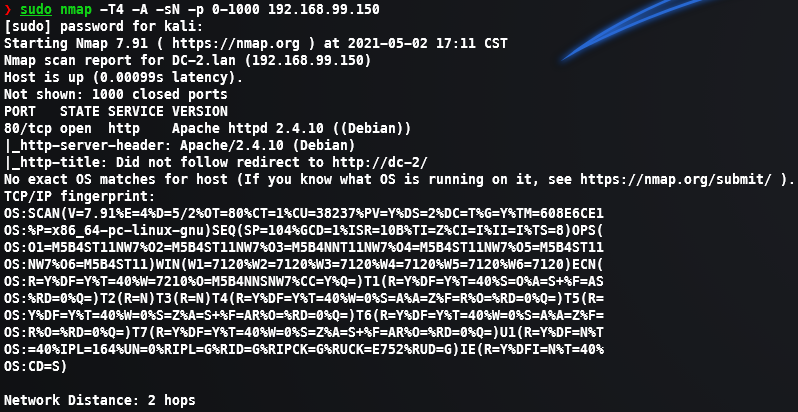 ❯ sudo nmap -T4 -A -sN -p 0-1000 192.168.99.150
[sudo] password for kali:
Starting Nmap 7.91 ( https://nmap.org ) at 2021-05-02 17:11 CST
Nmap scan report for DC-2.lan (192.168.99.150)
Host is up (0.00099s latency).
Not shown: 1000 closed ports
PORT   STATE SERVICE VERSION
80/tcp open  http    Apache httpd 2.4.10 ((Debian))
|_http-server-header: Apache/2.4.10 (Debian)
|_http-title: Did not follow redirect to http://dc-2/
No exact OS matches for host (If you know what OS is running on it, see https://nmap.org/submit/ ).
TCP/IP fingerprint:
OS:SCAN(V=7.91%E=4%D=5/2%OT=80%CT=1%CU=38237%PV=Y%DS=2%DC=T%G=Y%TM=608E6CE1
OS:%P=x86_64-pc-linux-gnu)SEQ(SP=104%GCD=1%ISR=10B%TI=Z%CI=I%II=I%TS=8)OPS(
OS:O1=M5B4ST11NW7%O2=M5B4ST11NW7%O3=M5B4NNT11NW7%O4=M5B4ST11NW7%O5=M5B4ST11
OS:NW7%O6=M5B4ST11)WIN(W1=7120%W2=7120%W3=7120%W4=7120%W5=7120%W6=7120)ECN(
OS:R=Y%DF=Y%T=40%W=7210%O=M5B4NNSNW7%CC=Y%Q=)T1(R=Y%DF=Y%T=40%S=O%A=S+%F=AS
OS:%RD=0%Q=)T2(R=N)T3(R=N)T4(R=Y%DF=Y%T=40%W=0%S=A%A=Z%F=R%O=%RD=0%Q=)T5(R=
OS:Y%DF=Y%T=40%W=0%S=Z%A=S+%F=AR%O=%RD=0%Q=)T6(R=Y%DF=Y%T=40%W=0%S=A%A=Z%F=
OS:R%O=%RD=0%Q=)T7(R=Y%DF=Y%T=40%W=0%S=Z%A=S+%F=AR%O=%RD=0%Q=)U1(R=Y%DF=N%T
OS:=40%IPL=164%UN=0%RIPL=G%RID=G%RIPCK=G%RUCK=E752%RUD=G)IE(R=Y%DFI=N%T=40%
OS:CD=S)
Network Distance: 2 hops